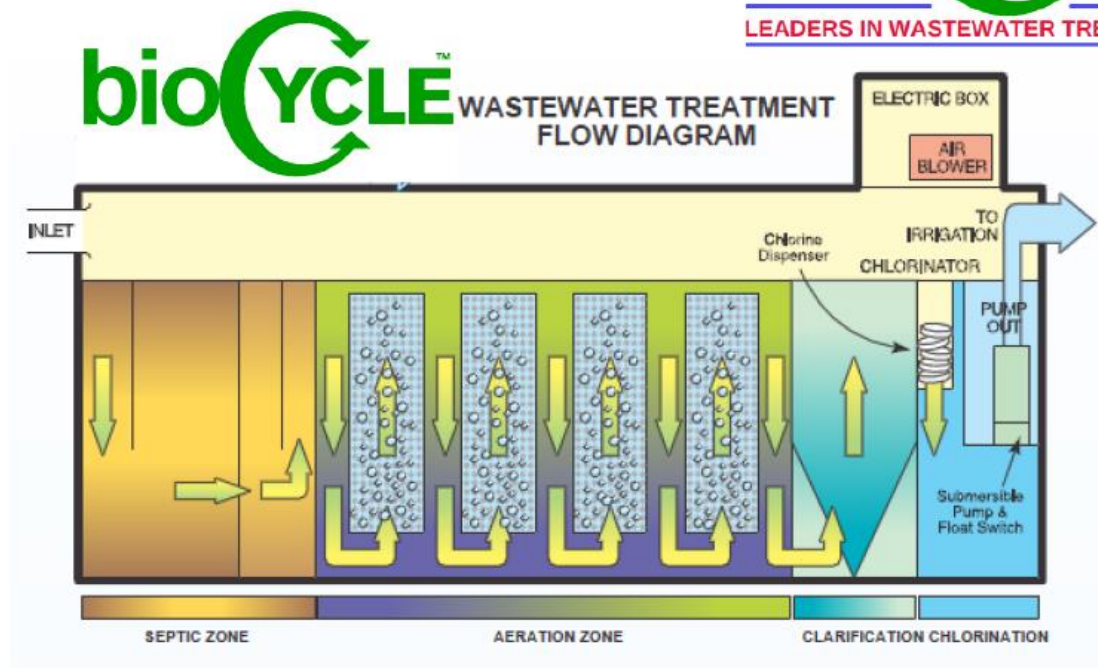 LEADERS IN WASTEWATER
bioCYCLE™
WASTEWATER TREATMENT
FLOW DIAGRAM
ELECTRIC BOX
AIR
BLOWER
INLET
TO
IRRIGATION
Chlorine
Dispenser
CHLORINATOR
PUMP
OUT
Submersible
Pump &
Float Switch
SEPTIC ZONE
AERATION ZONE
CLARIFICATION
CHLORINATION